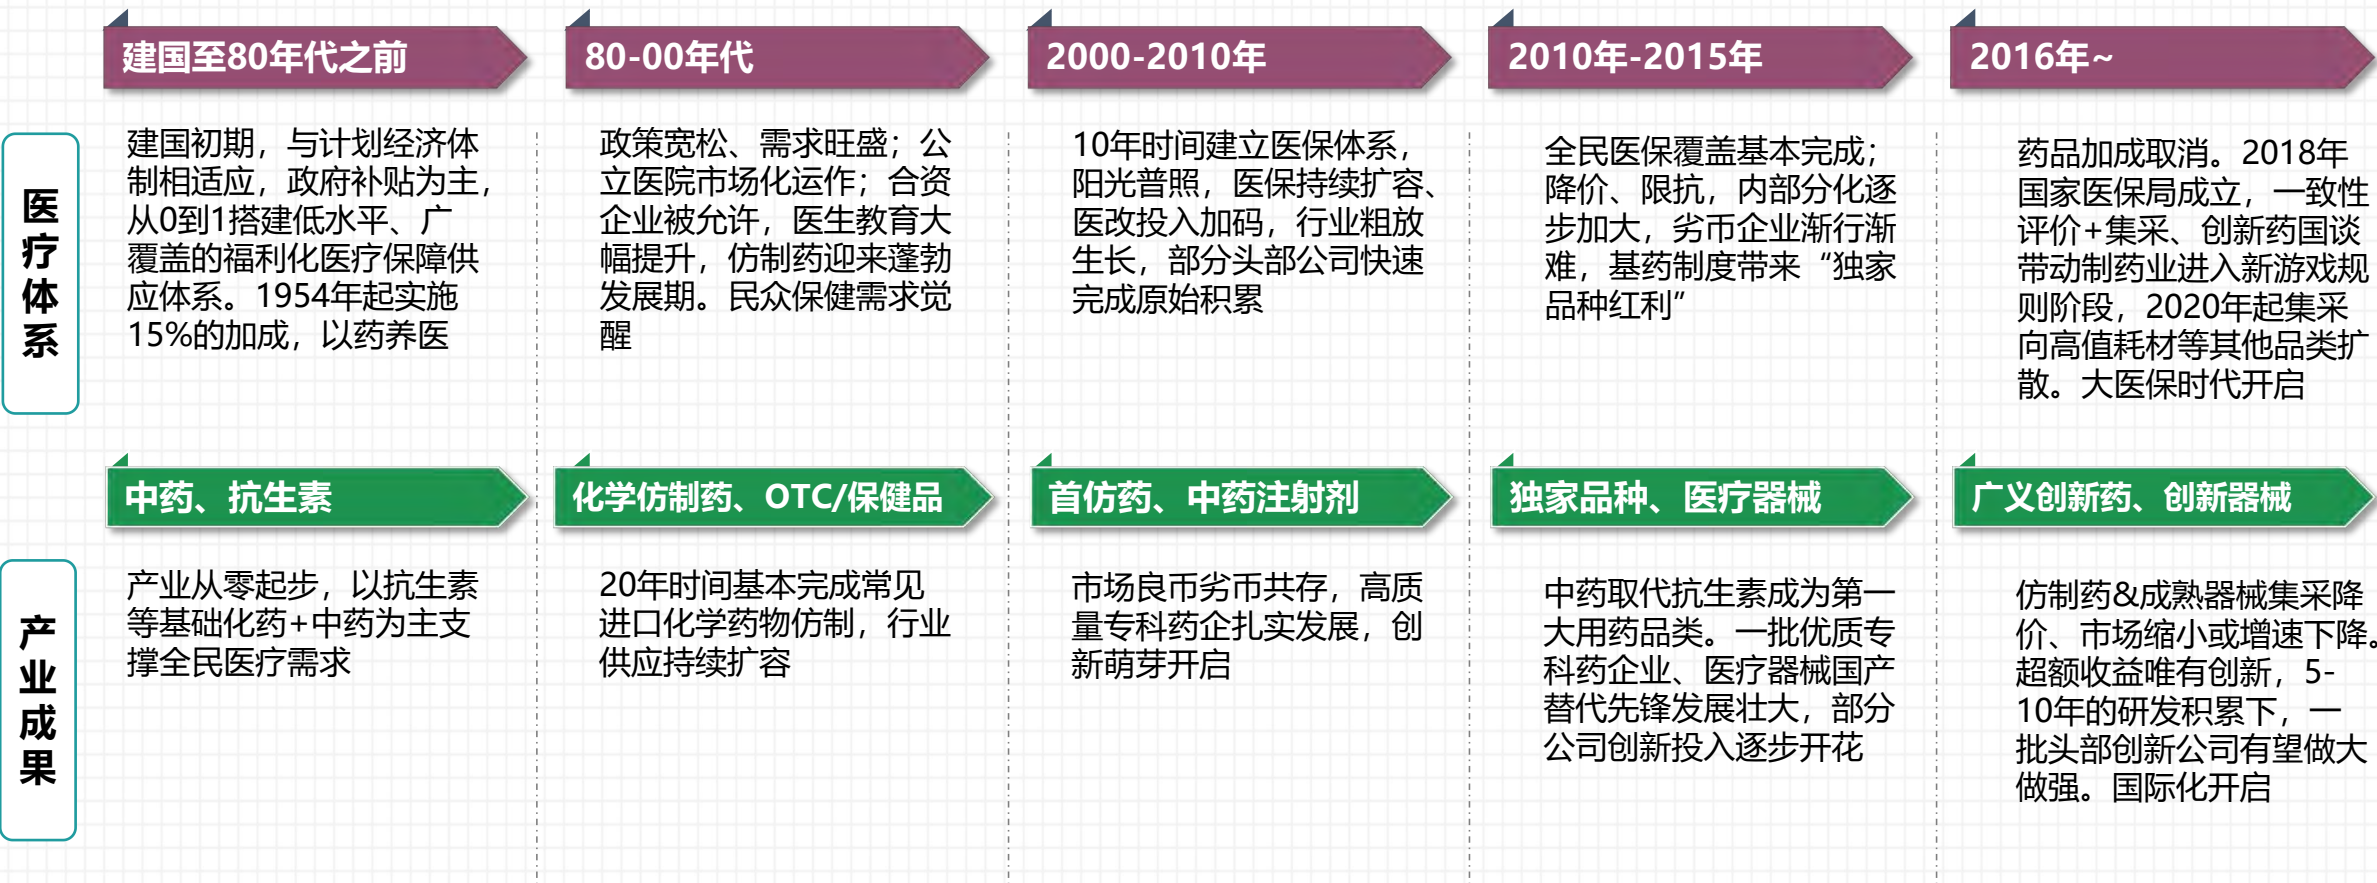 建国至80年代之前
80-00年代
2000-2010年
2010年-2015年
2016年~
医疗体系
建国初期，与计划经济体
制相适应，政府补贴为主，
从0到1搭建低水平、广
覆盖的福利化医疗保障供
应体系。1954年起实施
15%的加成，以药养医
政策宽松、需求旺盛；公
立医院市场化运作；合资
企业被允许，医生教育大
幅提升，仿制药迎来蓬勃
发展期。民众保健需求觉
醒
10年时间建立医保体系，
阳光普照，医保持续扩容、
医改投入加码，行业粗放
生长，部分头部公司快速
完成原始积累
全民医保覆盖基本完成；
降价、限抗，内部分化逐
步加大，劣币企业渐行渐
难，基药制度带来“独家
品种红利”
药品加成取消。2018年
国家医保局成立，一致性
评价+集采、创新药国谈
带动制药业进入新游戏规
则阶段，2020年起集采
向高值耗材等其他品类扩
散。大医保时代开启
中药、抗生素
化学仿制药、OTC/保健品
首仿药、中药注射剂
独家品种、医疗器械
广义创新药、创新器械
产业成果
产业从零起步，以抗生素
等基础化药+中药为主支
撑全民医疗需求
20年时间基本完成常见
进口化学药物仿制，行业
供应持续扩容
市场良币劣币共存，高质
量专科药企扎实发展，创
新萌芽开启
中药取代抗生素成为第一
大用药品类。一批优质专
科药企业、医疗器械国产
替代先锋发展壮大，部分
公司创新投入逐步开花
仿制药&成熟器械集采降
价、市场缩小或增速下降。
超额收益唯有创新，5-
10年的研发积累下，一
批头部创新公司有望做大
做强。国际化开启